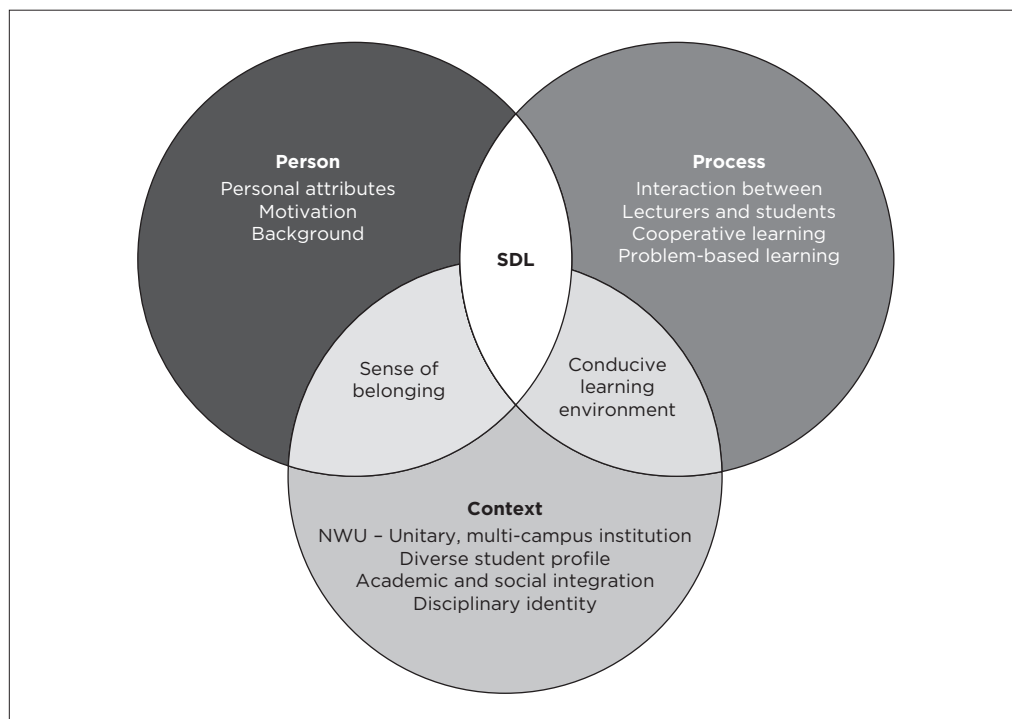 Person
Personal attributes
Motivation
Background
Process
Interaction between
Lecturers and students
Cooperative learning
Problem-based learning
SDL
Sense of
belonging
Conducive
learning
environment
Context
NWU – Unitary, multi-campus institution
Diverse student profile
Academic and social integration
Disciplinary identity